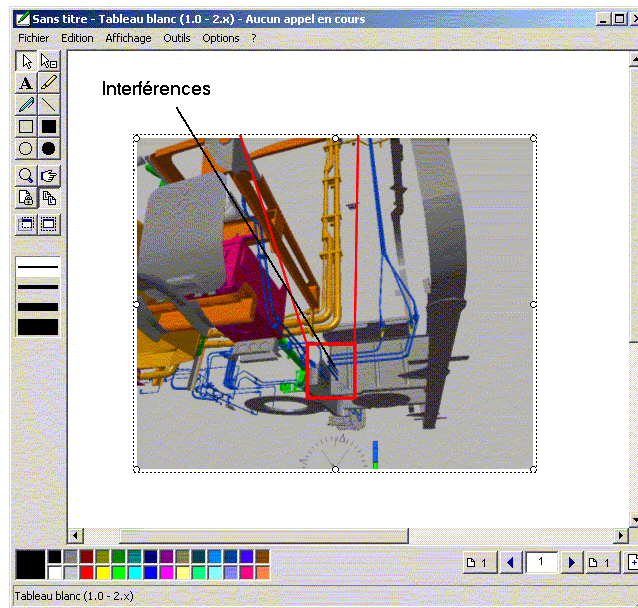 Sans titre - Tableau blanc (1.0 - 2.x) - Aucun appel en cours
Fichier Edition Affichage Outils Options ?
A
Interférences
1 1 1
Tableau blanc (1.0 - 2.x)